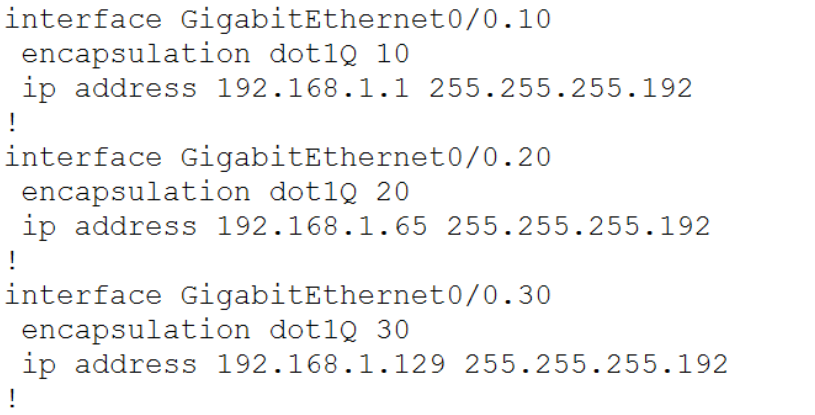 interface GigabitEthernet0/0.10
 encapsulation dot1Q 10
 ip address 192.168.1.1 255.255.255.192
!
interface GigabitEthernet0/0.20
 encapsulation dot1Q 20
 ip address 192.168.1.65 255.255.255.192
!
interface GigabitEthernet0/0.30
 encapsulation dot1Q 30
 ip address 192.168.1.129 255.255.255.192
!